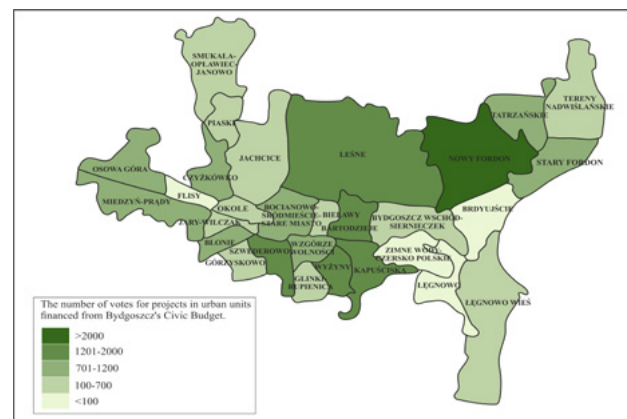 SMUKAŁA-
OPŁAWIEC-
JANOWO
PIASKI
JACHCICE
LEŚNE
NOWY FORDON
TATRZAŃSKIE
TERENY
NADWIŚLAŃSKIE
STARY FORDON
OSOWA GÓRA
CZYŻKÓWKO
FLISY
MIEDZYŃ-PRĄDY
OKOLE
BOCIANOWO-
ŚRÓDMIEŚCIE-
STARE MIASTO
BIELAWY
BARTODZIEJE
BYDGOSZCZ WSCHÓD-
SIERNIECZEK
BRDYUJŚCIE
ŻARY-WILCZAK
BŁONIE
SZWEDEROWO
GÓRZYSKOWO
WZGÓRZE
WOLNOŚCI
WYŻYNY
GLINKI-
RUPIENICA
KAPUŚCISKA
ZIMNE WODY-
CZERSKO POLSKIE
ŁĘGNOWO
ŁĘGNOWO WIEŚ
The number of votes for projects in urban units
financed from Bydgoszcz's Civic Budget.
>2000
1201-2000
701-1200
100-700
<100